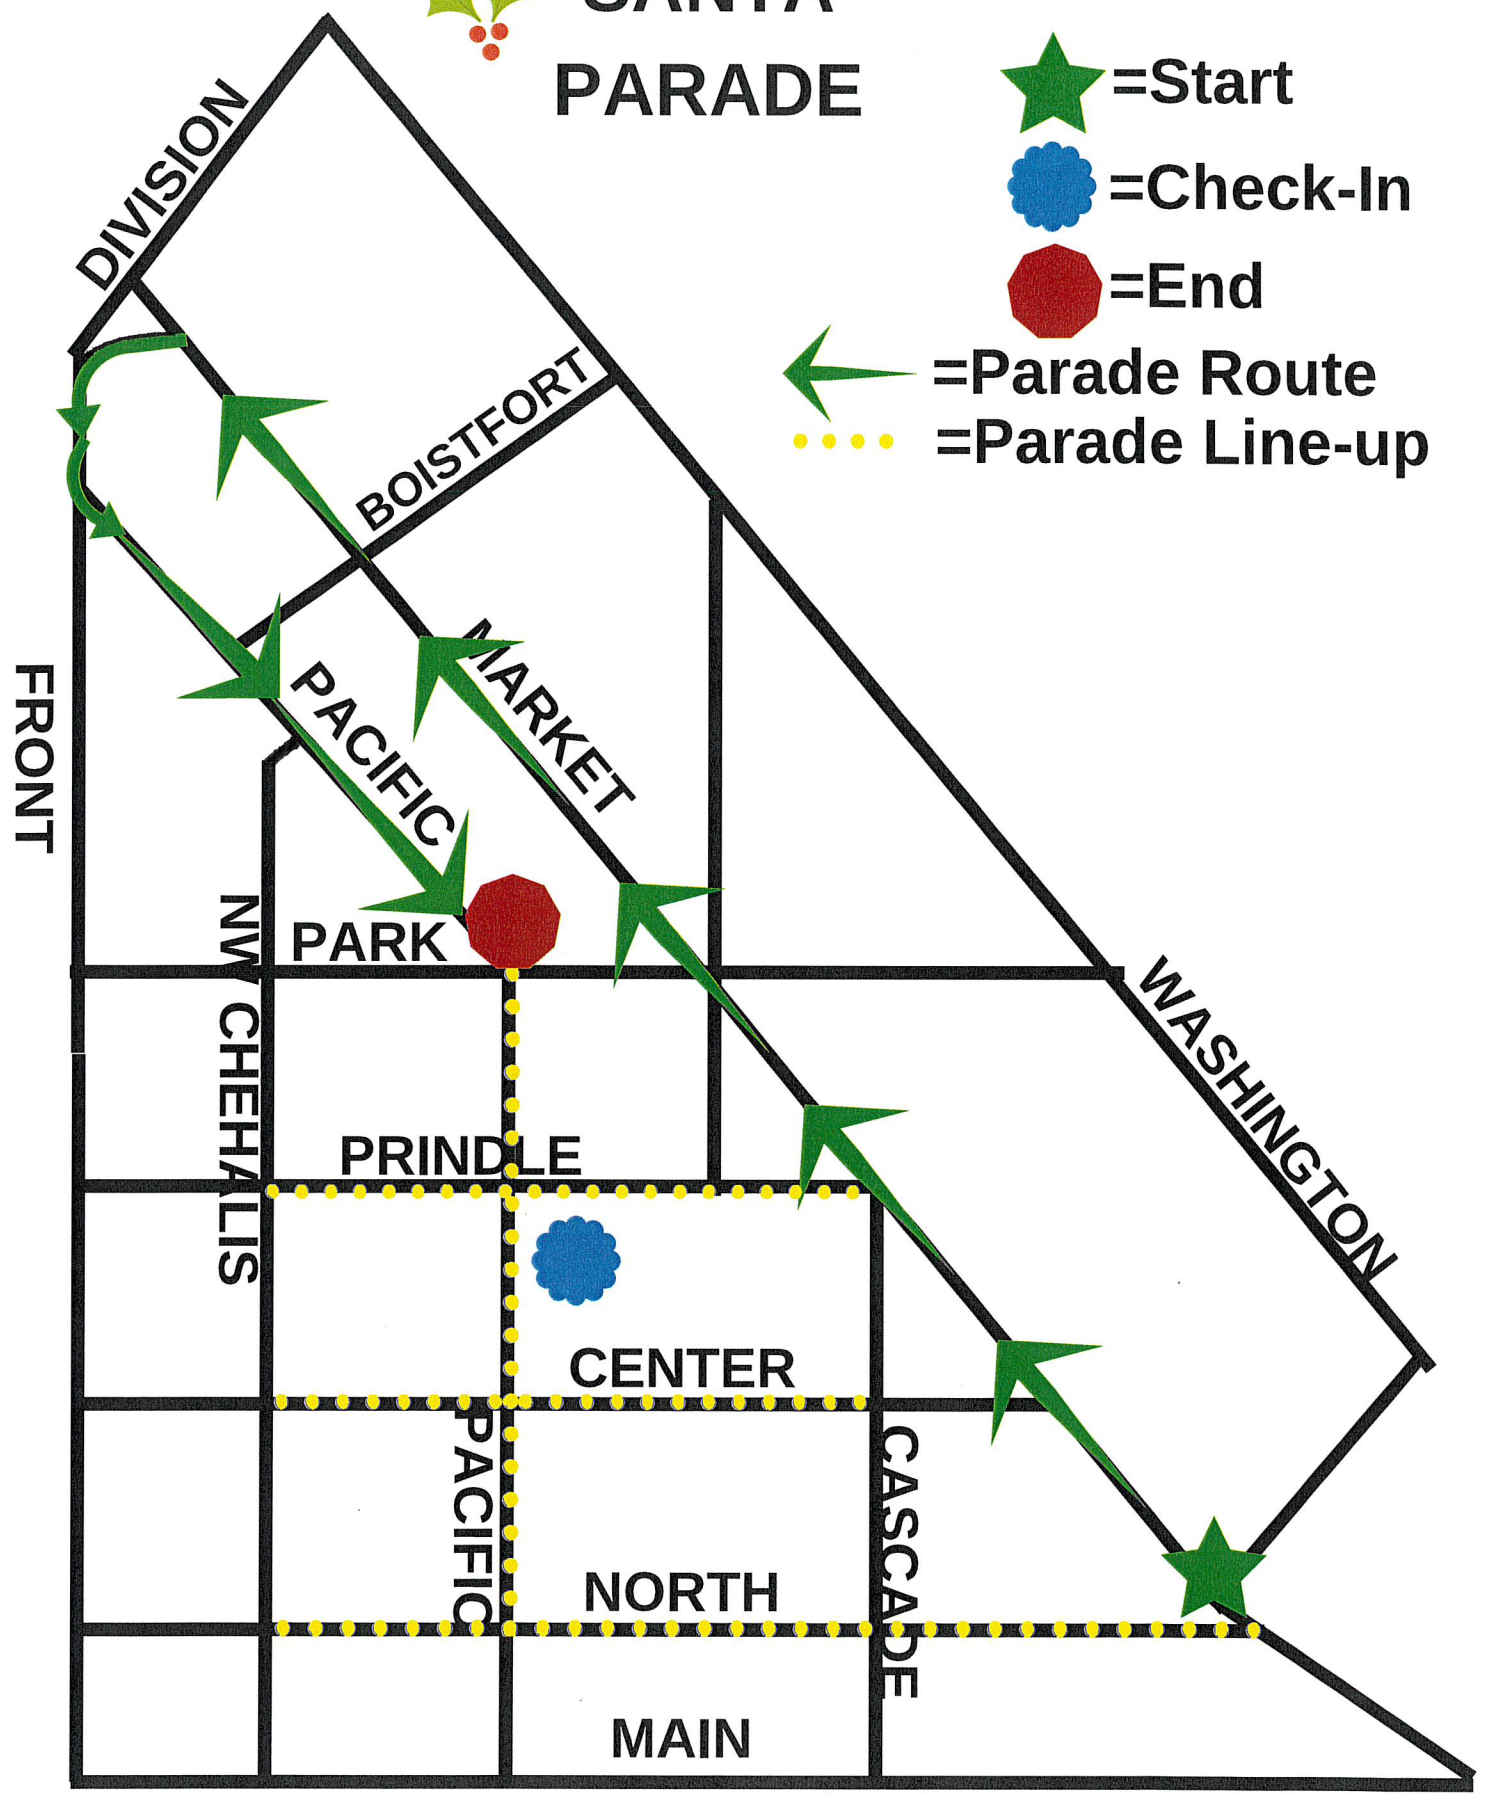 SANTA
PARADE
=Start
=Check-In
=End
=Parade Route
=Parade Line-up
DIVISION
BOISTFORT
MARKET
PACIFIC
FRONT
NW CHEHALIS
PARK
WASHINGTON
PRINDLE
CENTER
PACIFIC
CASCADE
NORTH
MAIN